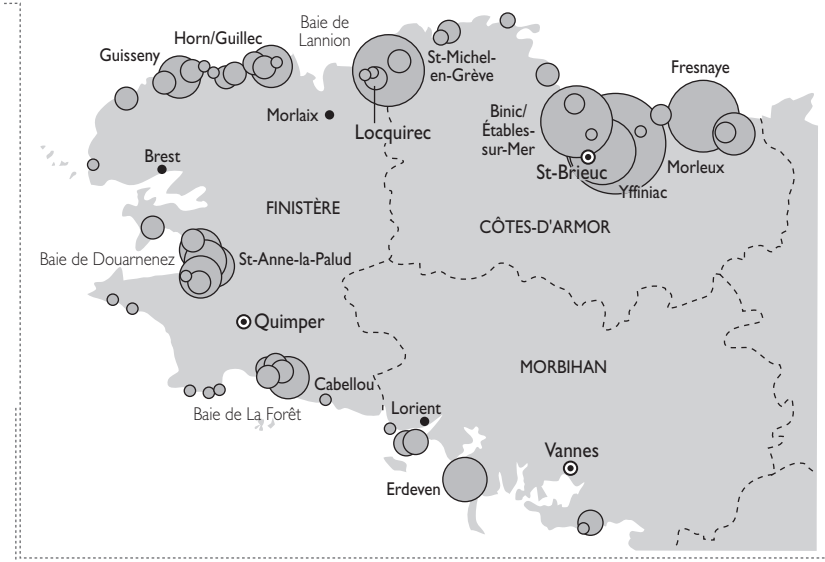 Baie de
Lannion
Horn/Guillec
Guisseny
St-Michel-
en-Grève
Fresnaye
Binic/
Étables-
sur-Mer
Morlaix
Locquirec
Brest
St-Brieuc
Morleux
Yffiniac
FINISTÈRE
CÔTES-D'ARMOR
Baie de Douarnenez
St-Anne-la-Palud
Quimper
MORBIHAN
Cabellou
Baie de La Forêt
Lorient
Vannes
Erdeven